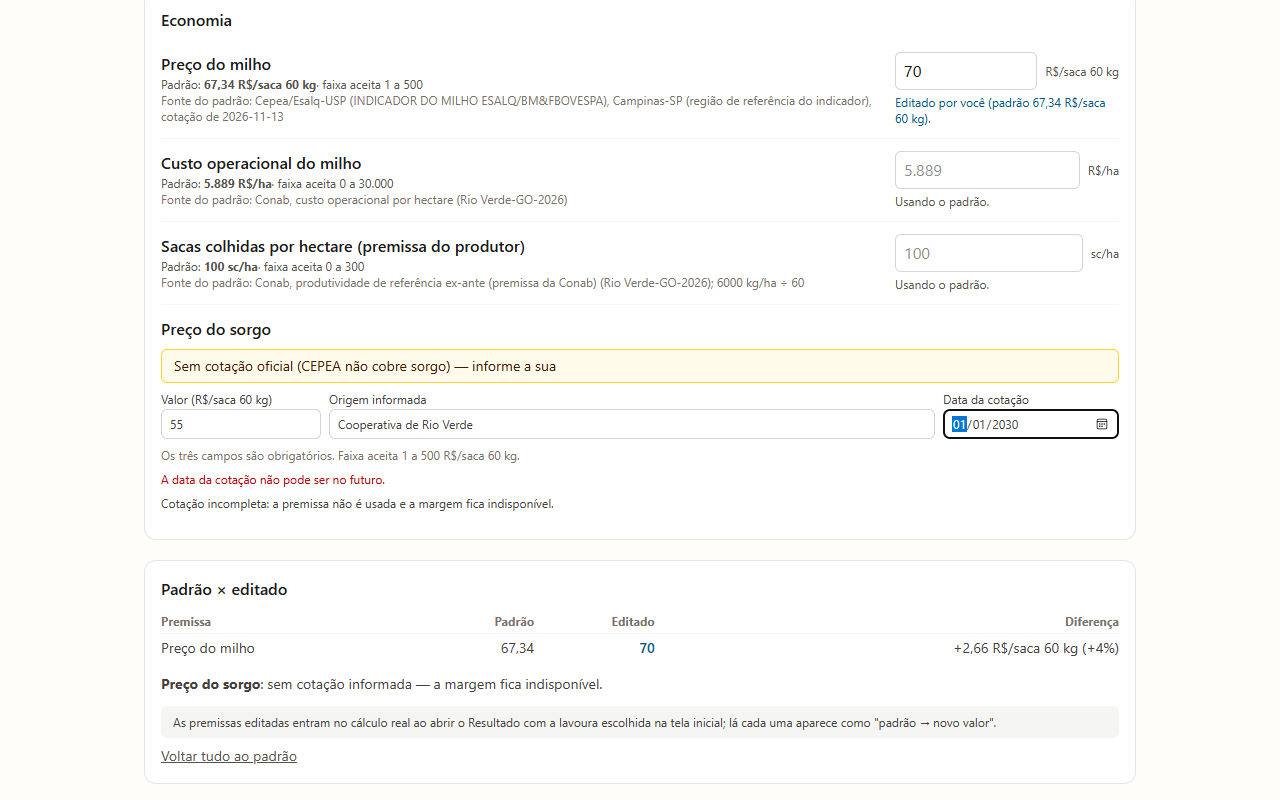 Economia
Preço do milho
Padrão: 67,34 R$/saca 60 kg· faixa aceita 1 a 500
Fonte do padrão: Cepea/Esalq-USP (INDICADOR DO MILHO ESALQ/BM&FBOVESPA), Campinas-SP (região de referência do indicador),
cotação de 2026-11-13
70 R$/saca 60 kg
Editado por você (padrão 67,34 R$/saca
60 kg).
Custo operacional do milho
Padrão: 5.889 R$/ha· faixa aceita 0 a 30.000
Fonte do padrão: Conab, custo operacional por hectare (Rio Verde-GO-2026)
5.889 R$/ha
Usando o padrão.
Sacas colhidas por hectare (premissa do produtor)
Padrão: 100 sc/ha· faixa aceita 0 a 300
Fonte do padrão: Conab, produtividade de referência ex-ante (premissa da Conab) (Rio Verde-GO-2026); 6000 kg/ha ÷ 60
100 sc/ha
Usando o padrão.
Preço do sorgo
Sem cotação oficial (CEPEA não cobre sorgo) — informe a sua
Valor (R$/saca 60 kg) Origem informada Data da cotação
55 Cooperativa de Rio Verde 01/01/2030
Os três campos são obrigatórios. Faixa aceita 1 a 500 R$/saca 60 kg.
A data da cotação não pode ser no futuro.
Cotação incompleta: a premissa não é usada e a margem fica indisponível.
Padrão × editado
Premissa Padrão Editado Diferença
Preço do milho 67,34 70 +2,66 R$/saca 60 kg (+4%)
Preço do sorgo: sem cotação informada — a margem fica indisponível.
As premissas editadas entram no cálculo real ao abrir o Resultado com a lavoura escolhida na tela inicial; lá cada uma aparece como "padrão → novo valor".
Voltar tudo ao padrão